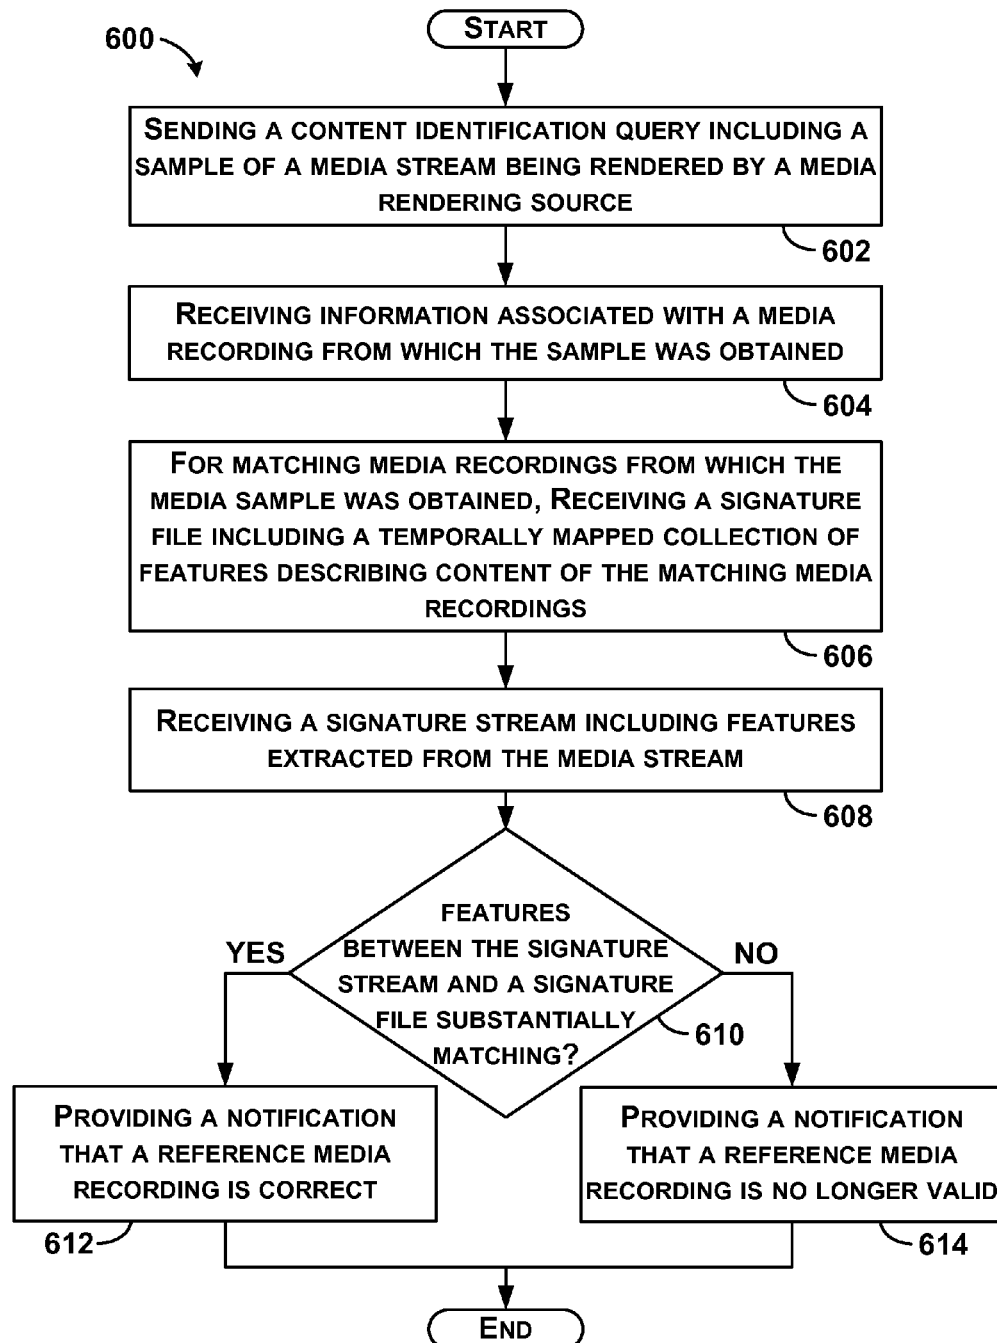 600
START
SENDING A CONTENT IDENTIFICATION QUERY INCLUDING A
SAMPLE OF A MEDIA STREAM BEING RENDERED BY A MEDIA
RENDERING SOURCE
602
RECEIVING INFORMATION ASSOCIATED WITH A MEDIA
RECORDING FROM WHICH THE SAMPLE WAS OBTAINED
604
FOR MATCHING MEDIA RECORDINGS FROM WHICH THE
MEDIA SAMPLE WAS OBTAINED, RECEIVING A SIGNATURE
FILE INCLUDING A TEMPORALLY MAPPED COLLECTION OF
FEATURES DESCRIBING CONTENT OF THE MATCHING MEDIA
RECORDINGS
606
RECEIVING A SIGNATURE STREAM INCLUDING FEATURES
EXTRACTED FROM THE MEDIA STREAM
608
FEATURES
BETWEEN THE SIGNATURE
STREAM AND A SIGNATURE
FILE SUBSTANTIALLY
MATCHING?
610
YES
NO
PROVIDING A NOTIFICATION
THAT A REFERENCE MEDIA
RECORDING IS CORRECT
612
PROVIDING A NOTIFICATION
THAT A REFERENCE MEDIA
RECORDING IS NO LONGER VALID
614
END